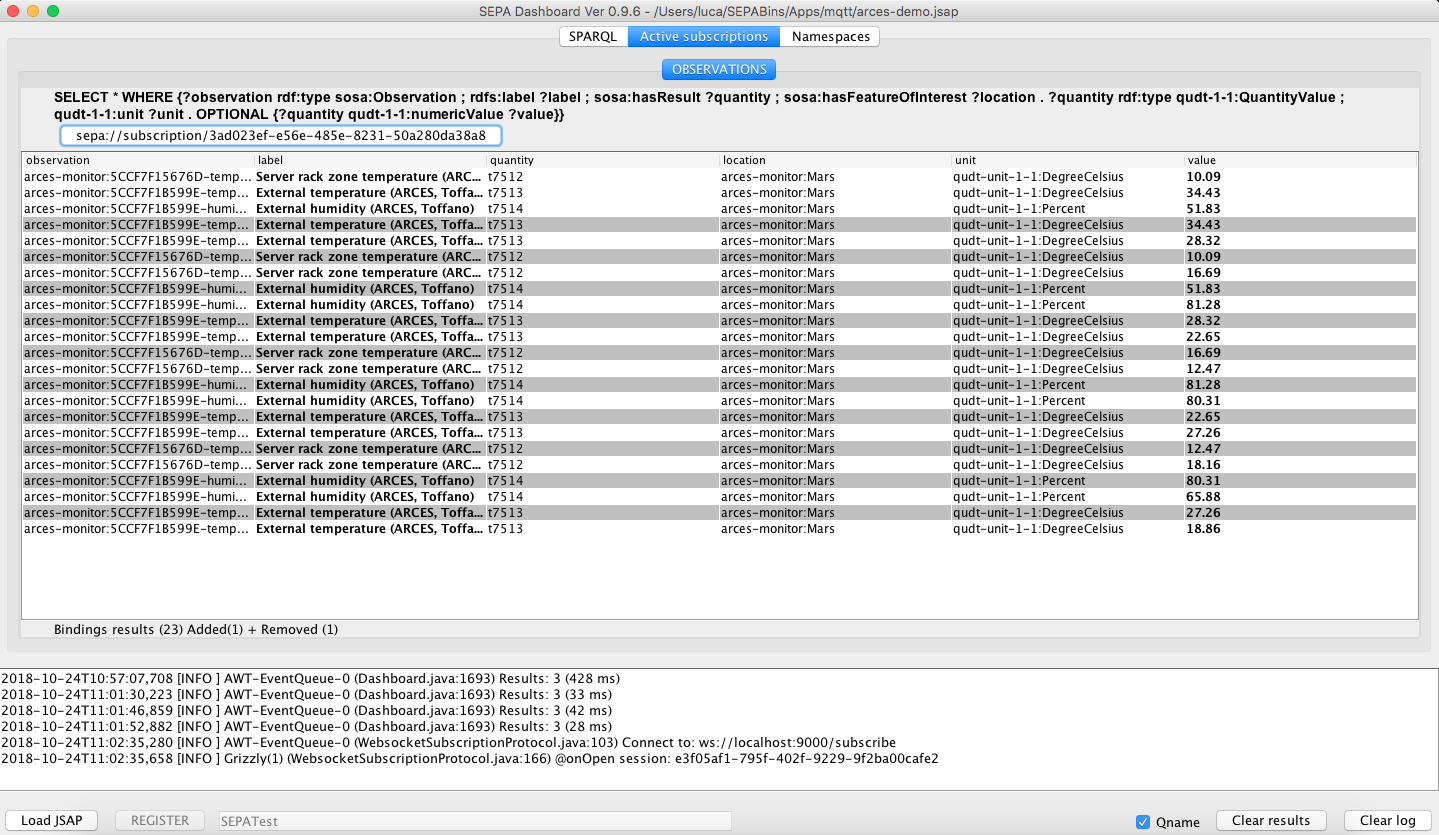 SEPA Dashboard Ver 0.9.6 - /Users/luca/SEPABins/Apps/mqtt/arces-demo.jsap
SPARQL Active subscriptions Namespaces
OBSERVATIONS
SELECT * WHERE {?observation rdf:type sosa:Observation ; rdfs:label ?label ; sosa:hasResult ?quantity ; sosa:hasFeatureOfInterest ?location . ?quantity rdf:type qudt-1-1:QuantityValue ;
qudt-1-1:unit ?unit . OPTIONAL {?quantity qudt-1-1:numericValue ?value}}
sepa://subscription/3ad023ef-e56e-485e-8231-50a280da38a8
observation label quantity location unit value
arces-monitor:5CCF7F15676D-temp... Server rack zone temperature (ARC... t7512 arces-monitor:Mars qudt-unit-1-1:DegreeCelsius 10.09
arces-monitor:5CCF7F1B599E-temp... External temperature (ARCES, Toffa... t7513 arces-monitor:Mars qudt-unit-1-1:DegreeCelsius 34.43
arces-monitor:5CCF7F1B599E-humi... External humidity (ARCES, Toffano) t7514 arces-monitor:Mars qudt-unit-1-1:Percent 51.83
arces-monitor:5CCF7F1B599E-temp... External temperature (ARCES, Toffa... t7513 arces-monitor:Mars qudt-unit-1-1:DegreeCelsius 34.43
arces-monitor:5CCF7F1B599E-temp... External temperature (ARCES, Toffa... t7513 arces-monitor:Mars qudt-unit-1-1:DegreeCelsius 28.32
arces-monitor:5CCF7F15676D-temp... Server rack zone temperature (ARC... t7512 arces-monitor:Mars qudt-unit-1-1:DegreeCelsius 10.09
arces-monitor:5CCF7F15676D-temp... Server rack zone temperature (ARC... t7512 arces-monitor:Mars qudt-unit-1-1:DegreeCelsius 16.69
arces-monitor:5CCF7F1B599E-humi... External humidity (ARCES, Toffano) t7514 arces-monitor:Mars qudt-unit-1-1:Percent 51.83
arces-monitor:5CCF7F1B599E-humi... External humidity (ARCES, Toffano) t7514 arces-monitor:Mars qudt-unit-1-1:Percent 81.28
arces-monitor:5CCF7F1B599E-temp... External temperature (ARCES, Toffa... t7513 arces-monitor:Mars qudt-unit-1-1:DegreeCelsius 28.32
arces-monitor:5CCF7F1B599E-temp... External temperature (ARCES, Toffa... t7513 arces-monitor:Mars qudt-unit-1-1:DegreeCelsius 22.65
arces-monitor:5CCF7F15676D-temp... Server rack zone temperature (ARC... t7512 arces-monitor:Mars qudt-unit-1-1:DegreeCelsius 16.69
arces-monitor:5CCF7F15676D-temp... Server rack zone temperature (ARC... t7512 arces-monitor:Mars qudt-unit-1-1:DegreeCelsius 12.47
arces-monitor:5CCF7F1B599E-humi... External humidity (ARCES, Toffano) t7514 arces-monitor:Mars qudt-unit-1-1:Percent 81.28
arces-monitor:5CCF7F1B599E-humi... External humidity (ARCES, Toffano) t7514 arces-monitor:Mars qudt-unit-1-1:Percent 80.31
arces-monitor:5CCF7F1B599E-temp... External temperature (ARCES, Toffa... t7513 arces-monitor:Mars qudt-unit-1-1:DegreeCelsius 22.65
arces-monitor:5CCF7F1B599E-temp... External temperature (ARCES, Toffa... t7513 arces-monitor:Mars qudt-unit-1-1:DegreeCelsius 27.26
arces-monitor:5CCF7F15676D-temp... Server rack zone temperature (ARC... t7512 arces-monitor:Mars qudt-unit-1-1:DegreeCelsius 12.47
arces-monitor:5CCF7F15676D-temp... Server rack zone temperature (ARC... t7512 arces-monitor:Mars qudt-unit-1-1:DegreeCelsius 18.16
arces-monitor:5CCF7F1B599E-humi... External humidity (ARCES, Toffano) t7514 arces-monitor:Mars qudt-unit-1-1:Percent 80.31
arces-monitor:5CCF7F1B599E-humi... External humidity (ARCES, Toffano) t7514 arces-monitor:Mars qudt-unit-1-1:Percent 65.88
arces-monitor:5CCF7F1B599E-temp... External temperature (ARCES, Toffa... t7513 arces-monitor:Mars qudt-unit-1-1:DegreeCelsius 27.26
arces-monitor:5CCF7F1B599E-temp... External temperature (ARCES, Toffa... t7513 arces-monitor:Mars qudt-unit-1-1:DegreeCelsius 18.86
Bindings results (23) Added(1) + Removed (1)
2018-10-24T10:57:07,708 [INFO ] AWT-EventQueue-0 (Dashboard.java:1693) Results: 3 (428 ms)
2018-10-24T11:01:30,223 [INFO ] AWT-EventQueue-0 (Dashboard.java:1693) Results: 3 (33 ms)
2018-10-24T11:01:46,859 [INFO ] AWT-EventQueue-0 (Dashboard.java:1693) Results: 3 (42 ms)
2018-10-24T11:01:52,882 [INFO ] AWT-EventQueue-0 (Dashboard.java:1693) Results: 3 (28 ms)
2018-10-24T11:02:35,280 [INFO ] AWT-EventQueue-0 (WebsocketSubscriptionProtocol.java:103) Connect to: ws://localhost:9000/subscribe
2018-10-24T11:02:35,658 [INFO ] Grizzly(1) (WebsocketSubscriptionProtocol.java:166) @onOpen session: e3f05af1-795f-402f-9229-9f2ba00cafe2
Load JSAP REGISTER SEPATest Qname Clear results Clear log